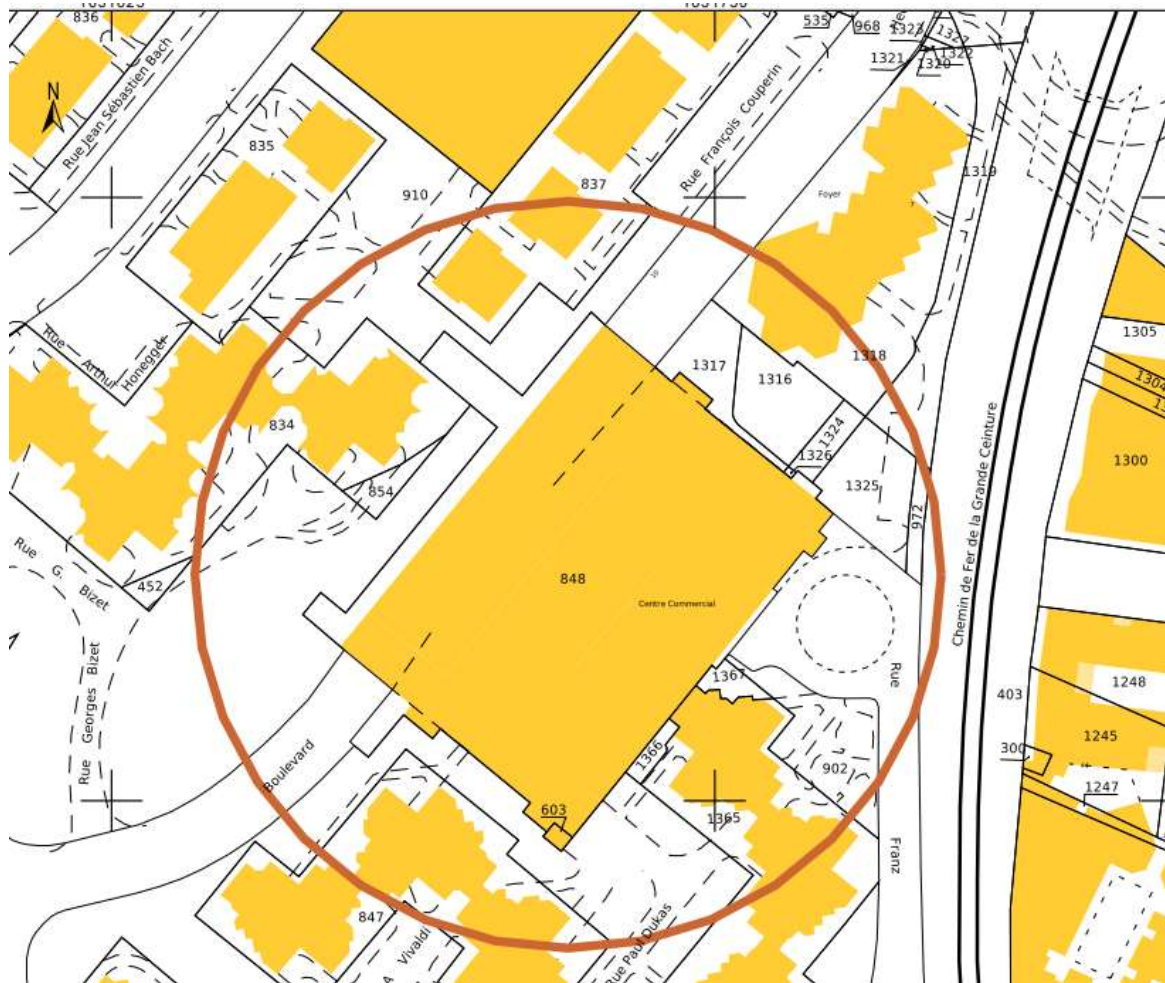 836
535
968
1323
1321
1322
1320
N
Rue Jean Sébastien Bach
835
910
837
Rue François Couperin
Foyer
1319
Rue Arthur Honegger
1317
1316
1318
1305
1304
834
854
1324
1326
1325
972
1300
Chemin de Fer de la Grande Ceinture
Rue G. Bizet
452
848
Centre Commercial
Rue Georges Bizet
Boulevard
1367
1366
902
603
1365
Rue
Franz
403
1248
1245
300
1247
847
Vivaldi
Rue Paul Dukas